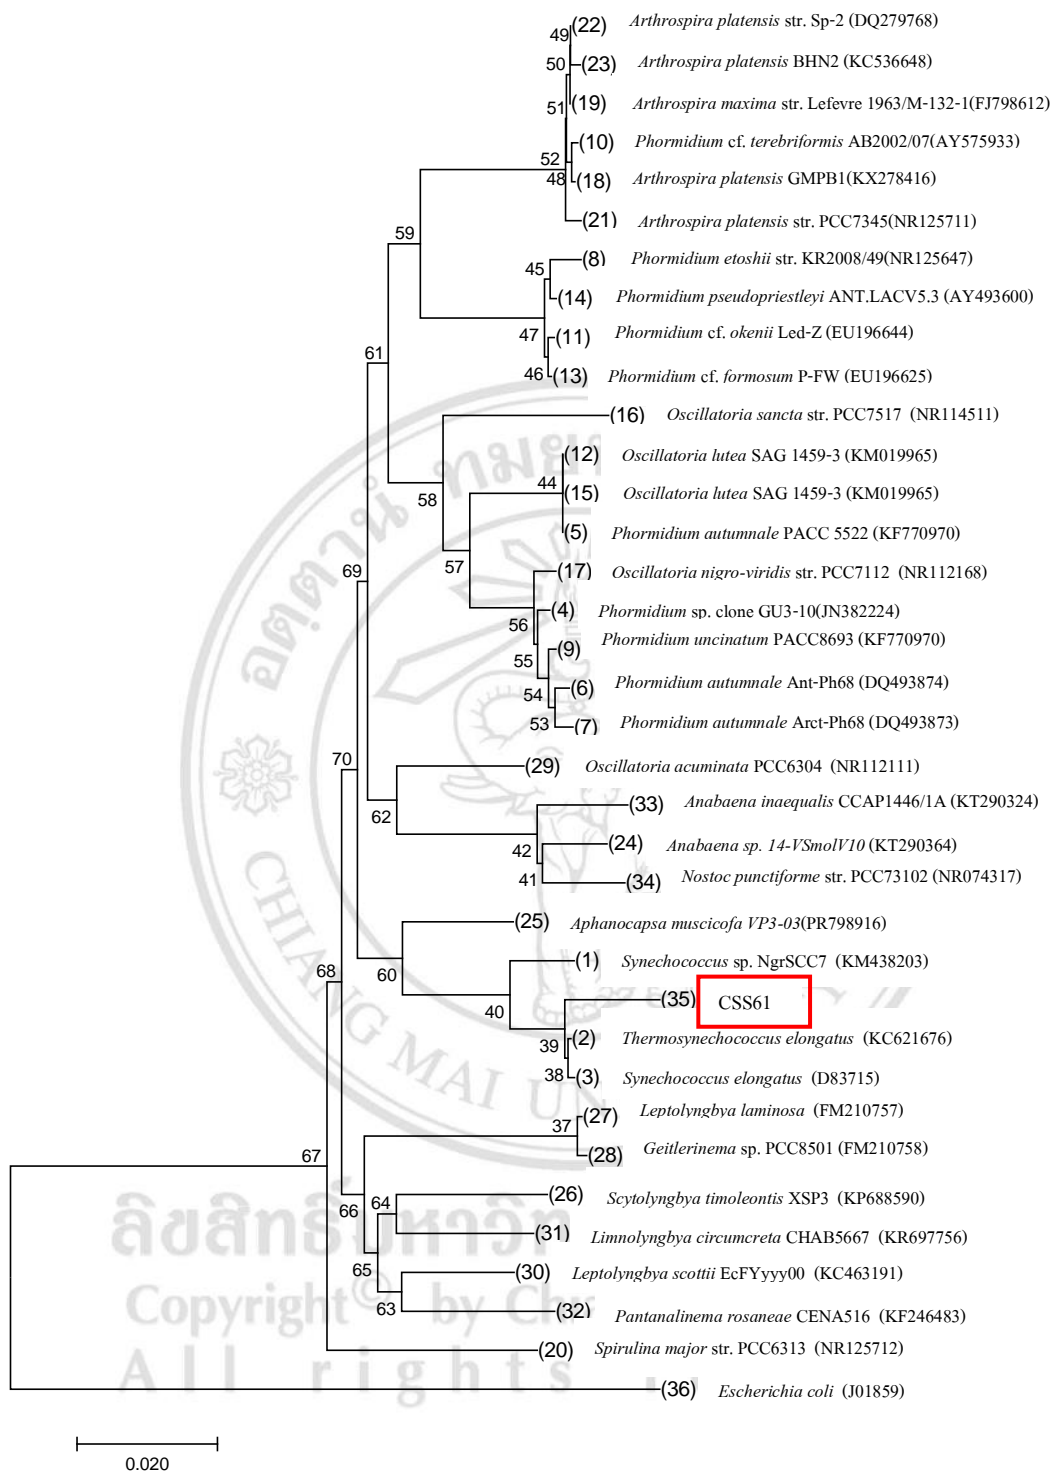 49 (22) Arthrospira platensis str. Sp-2 (DQ279768)
50 (23) Arthrospira platensis BHN2 (KC536648)
51 (19) Arthrospira maxima str. Lefevre 1963/M-132-1(FJ798612)
(10) Phormidium cf. terebriformis AB2002/07(AY575933)
52
48 (18) Arthrospira platensis GMPB1(KX278416)
(21) Arthrospira platensis str. PCC7345(NR125711)
59
45 (8) Phormidium etoshii str. KR2008/49(NR125647)
(14) Phormidium pseudopriestleyi ANT.LACV5.3 (AY493600)
47 (11) Phormidium cf. okenii Led-Z (EU196644)
61
46 (13) Phormidium cf. formosum P-FW (EU196625)
(16) Oscillatoria sancta str. PCC7517 (NR114511)
(12) Oscillatoria lutea SAG 1459-3 (KM019965)
44 (15) Oscillatoria lutea SAG 1459-3 (KM019965)
58
(5) Phormidium autumnale PACC 5522 (KF770970)
57
69 (17) Oscillatoria nigro-viridis str. PCC7112 (NR112168)
(4) Phormidium sp. clone GU3-10(JN382224)
56
(9) Phormidium uncinatum PACC8693 (KF770970)
55
54 (6) Phormidium autumnale Ant-Ph68 (DQ493874)
53 (7) Phormidium autumnale Arct-Ph68 (DQ493873)
70
(29) Oscillatoria acuminata PCC6304 (NR112111)
(33) Anabaena inaequalis CCAP1446/1A (KT290324)
62
42 (24) Anabaena sp. 14-VSmolV10 (KT290364)
41 (34) Nostoc punctiforme str. PCC73102 (NR074317)
(25) Aphanocapsa muscicofa VP3-03(PR798916)
68 60 (1) Synechococcus sp. NgrSCC7 (KM438203)
(35) CSS61
40
39 (2) Thermosynechococcus elongatus (KC621676)
38 (3) Synechococcus elongatus (D83715)
(27) Leptolyngbya laminosa (FM210757)
37
67 (28) Geitlerinema sp. PCC8501 (FM210758)
64 (26) Scytolyngbya timoleontis XSP3 (KP688590)
66
(31) Limnolyngbya circumcreta CHAB5667 (KR697756)
65 (30) Leptolyngbya scottii EcFYyyy00 (KC463191)
63 (32) Pantanalinema rosaneae CENA516 (KF246483)
(20) Spirulina major str. PCC6313 (NR125712)
(36) Escherichia coli (J01859)
0.020
CHIANG MAI UN
Copyright© by Ch
All rights